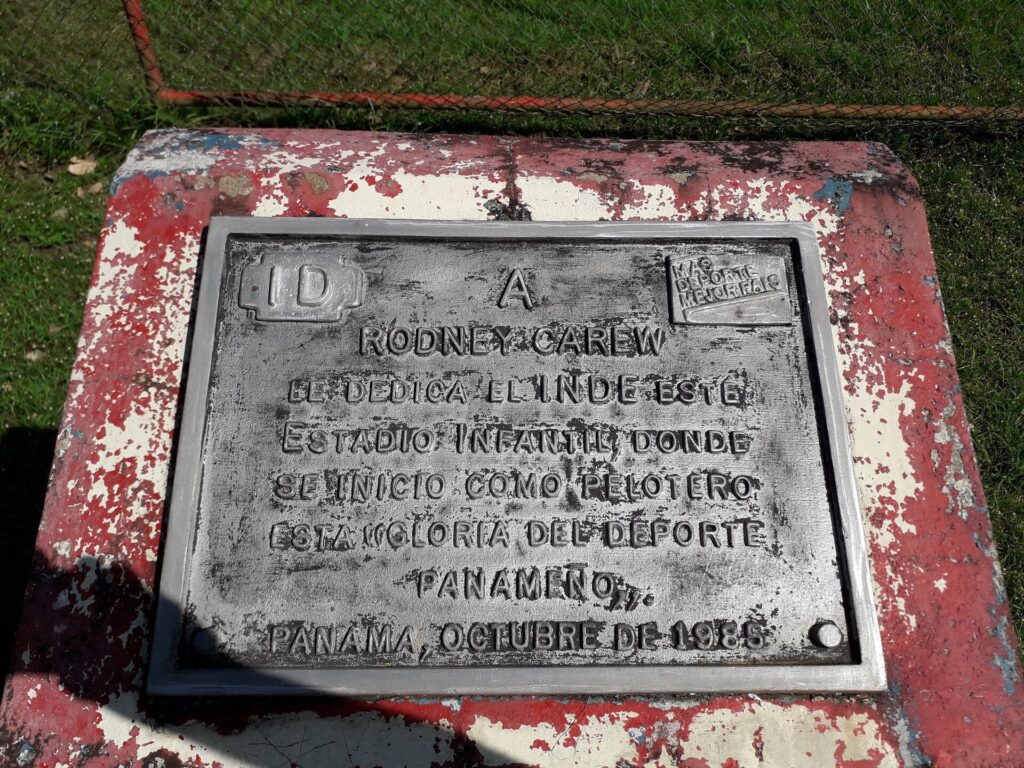 ID
A
MAS
DEPORTE
MEJOR PAIS
RODNEY CAREW
LE DEDICA EL INDE ESTE
ESTADIO INFANTIL, DONDE
SE INICIO COMO PELOTERO
ESTA "GLORIA DEL DEPORTE
PANAMENO,,.
PANAMA, OCTUBRE DE 1985